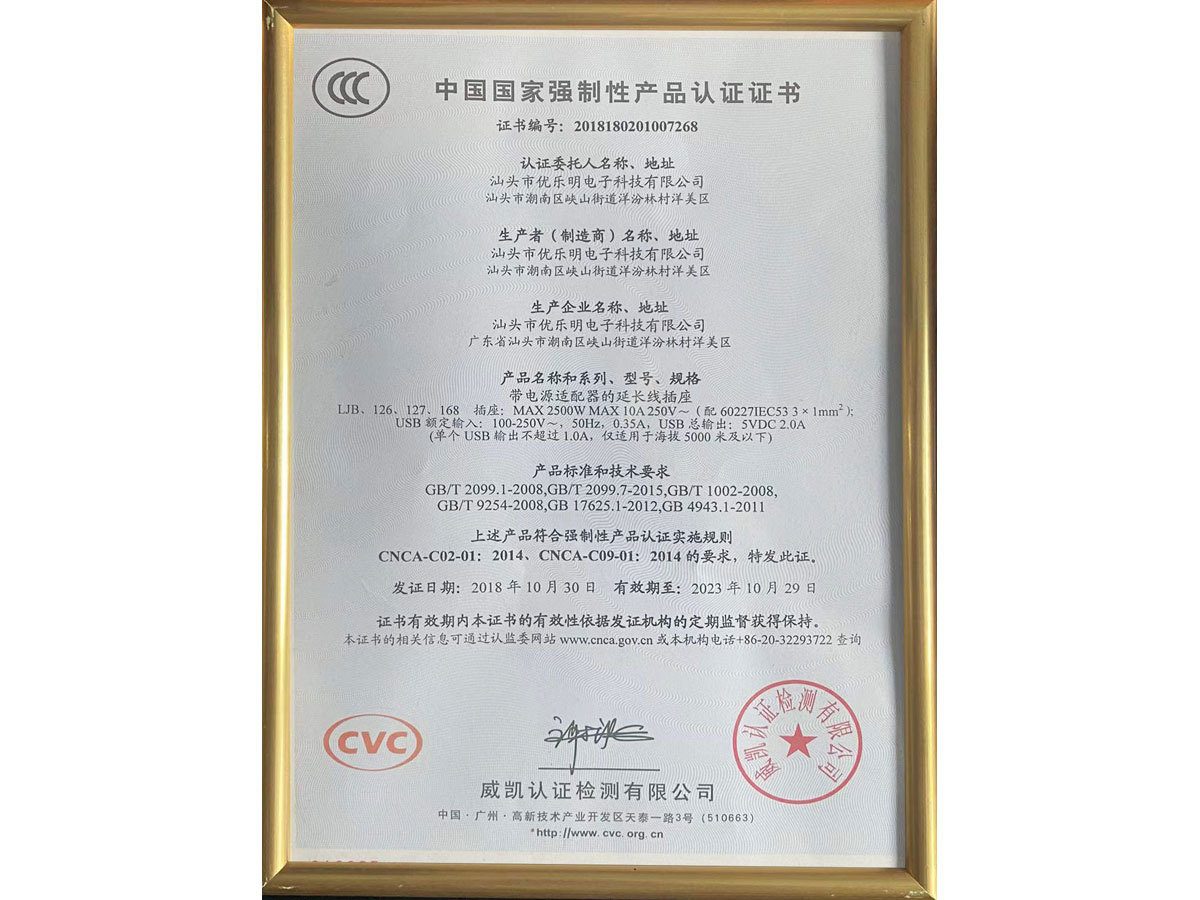 CCC
中国国家强制性产品认证证书
证书编号：2018180201007268
认证委托人名称、地址
汕头市优乐明电子科技有限公司
汕头市潮南区峡山街道洋汾林村洋美区
生产者（制造商）名称、地址
汕头市优乐明电子科技有限公司
汕头市潮南区峡山街道洋汾林村洋美区
生产企业名称、地址
汕头市优乐明电子科技有限公司
广东省汕头市潮南区峡山街道洋汾林村洋美区
产品名称和系列、型号、规格
带电源适配器的延长线插座
LJB、126、127、168 插座：MAX 2500W MAX 10A 250V～（配 60227IEC53 3×1mm²）；
USB 额定输入：100-250V～，50Hz，0.35A，USB 总输出：5VDC 2.0A
(单个 USB 输出不超过 1.0A，仅适用于海拔 5000 米及以下)
产品标准和技术要求
GB/T 2099.1-2008,GB/T 2099.7-2015,GB/T 1002-2008,
GB/T 9254-2008,GB 17625.1-2012,GB 4943.1-2011
上述产品符合强制性产品认证实施规则
CNCA-C02-01：2014、CNCA-C09-01：2014 的要求，特发此证。
发证日期：2018 年 10 月 30 日 有效期至：2023 年 10 月 29 日
证书有效期内本证书的有效性依据发证机构的定期监督获得保持。
本证书的相关信息可通过认监委网站 www.cnca.gov.cn 或本机构电话+86-20-32293722 查询
CVC
威凯认证检测有限公司
威凯认证检测有限公司
中国·广州·高新技术产业开发区天泰一路3号（510663）
*http://www.cvc.org.cn